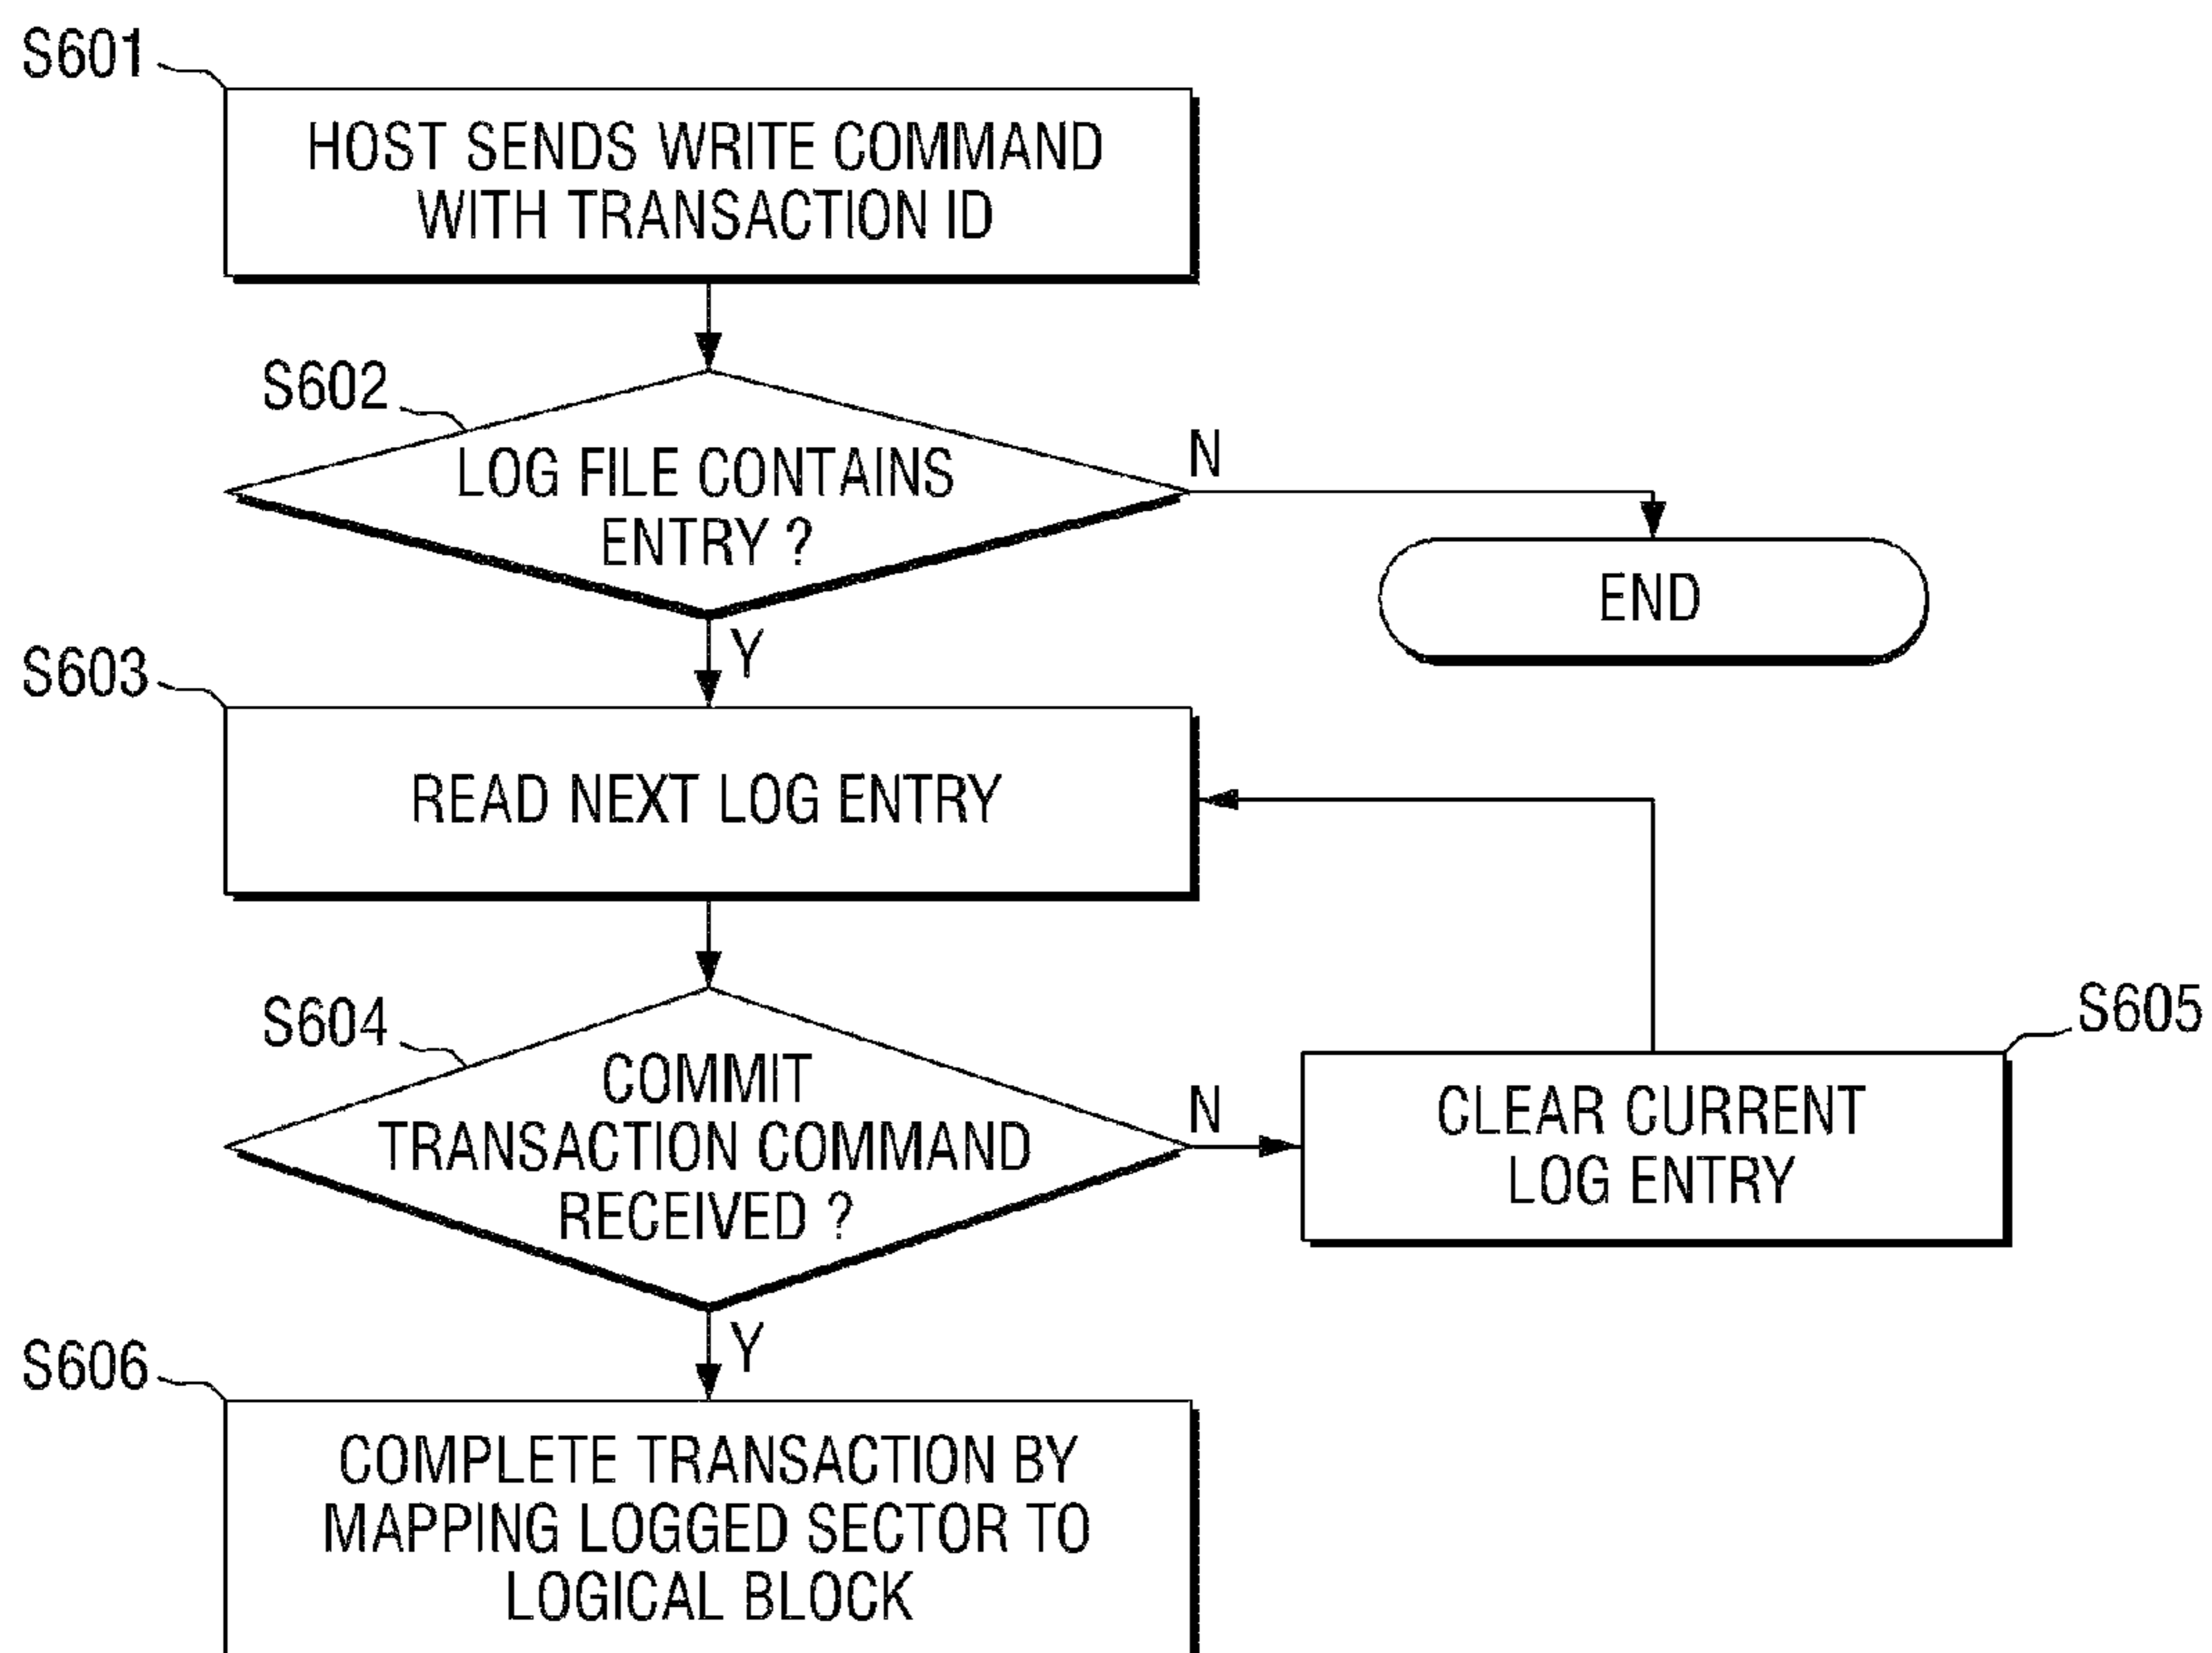 S601
HOST SENDS WRITE COMMAND
WITH TRANSACTION ID
S602
LOG FILE CONTAINS
ENTRY ?
N
END
Y
S603
READ NEXT LOG ENTRY
S604
COMMIT
TRANSACTION COMMAND
RECEIVED ?
N
S605
CLEAR CURRENT
LOG ENTRY
Y
S606
COMPLETE TRANSACTION BY
MAPPING LOGGED SECTOR TO
LOGICAL BLOCK